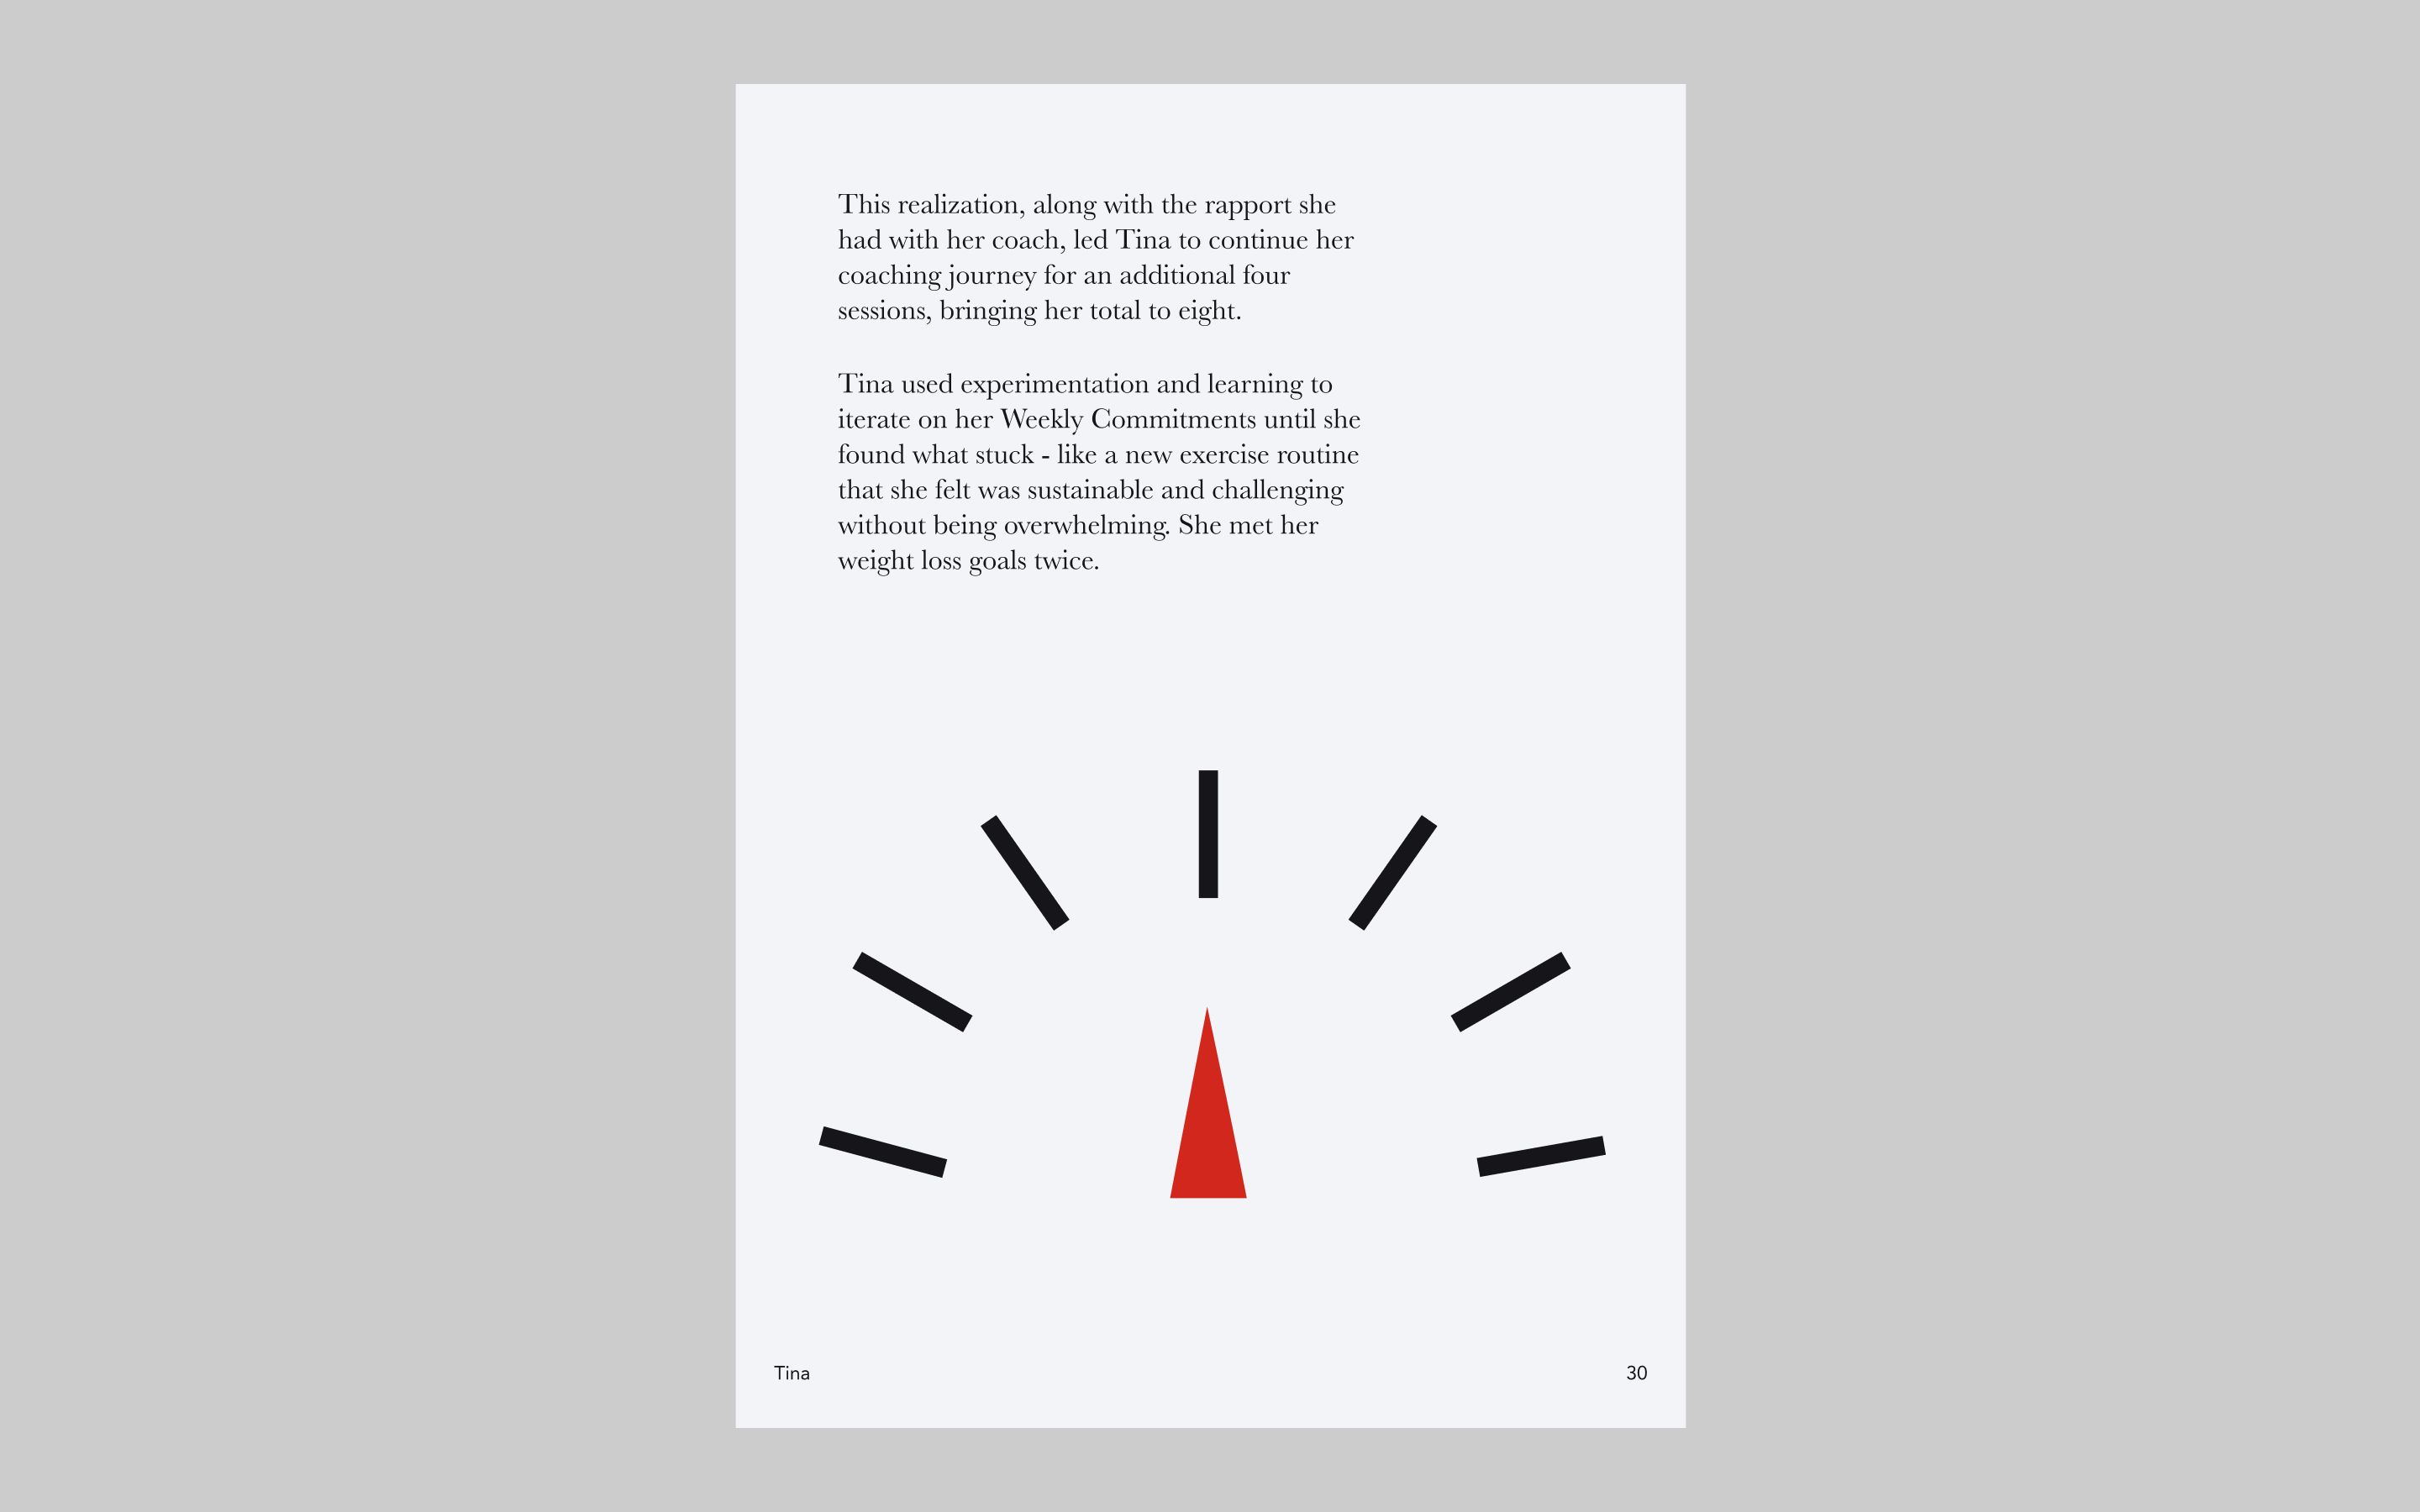 This realization, along with the rapport she
had with her coach, led Tina to continue her
coaching journey for an additional four
sessions, bringing her total to eight.
Tina used experimentation and learning to
iterate on her Weekly Commitments until she
found what stuck - like a new exercise routine
that she felt was sustainable and challenging
without being overwhelming. She met her
weight loss goals twice.
Tina
30